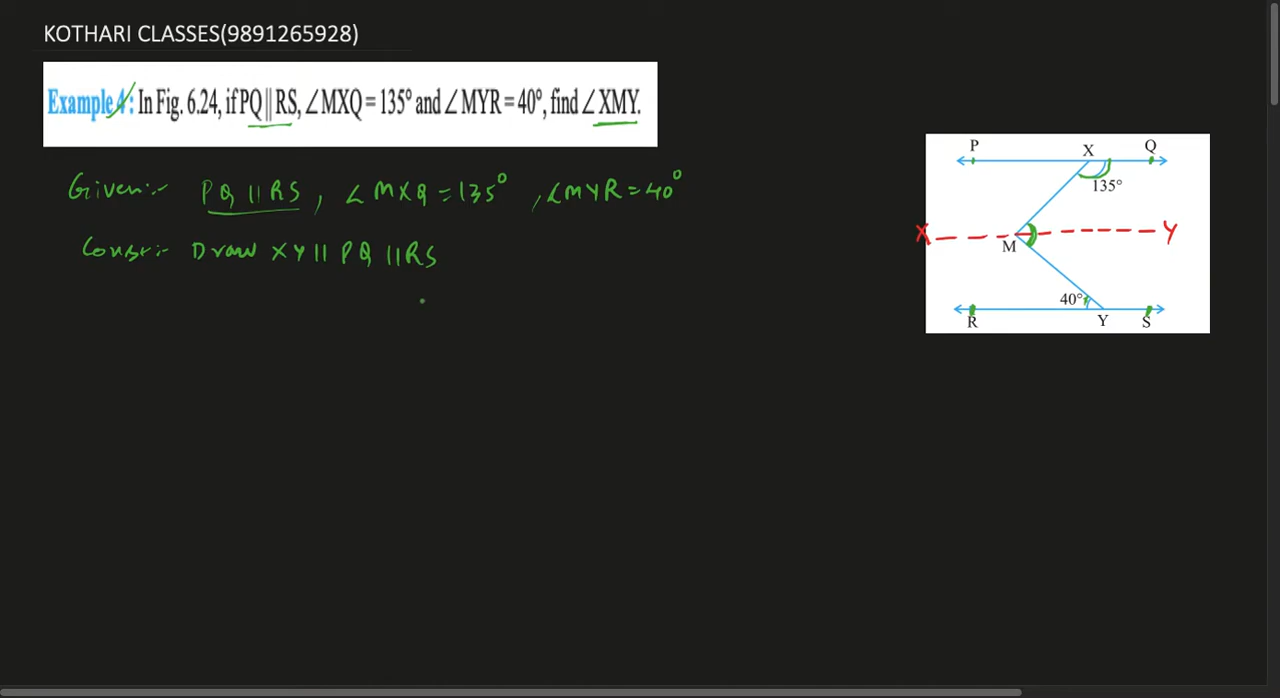 KOTHARI CLASSES(9891265928)
Example 4: In Fig. 6.24, if PQ || RS, ∠ MXQ = 135° and ∠ MYR = 40°, find ∠ XMY.
Given:- PQ || RS, ∠MXQ = 135°, ∠MYR = 40°
Const:- Draw XY || PQ || RS
P X Q
135°
X Y
M
40°
R Y S